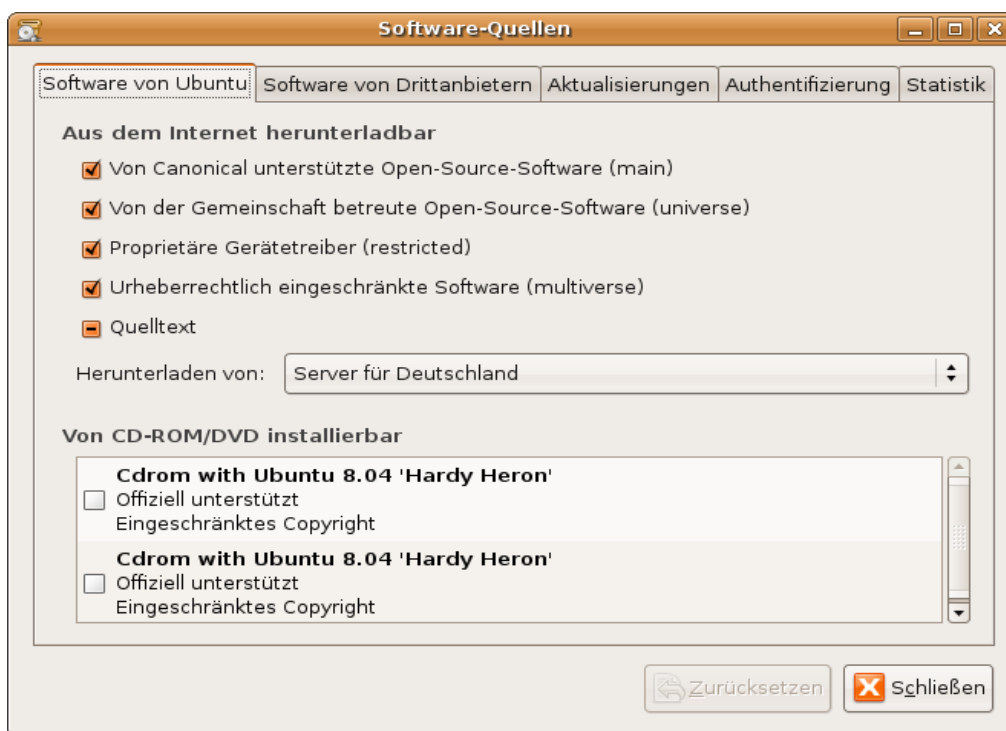 Software-Quellen
Software von Ubuntu
Software von Drittanbietern
Aktualisierungen
Authentifizierung
Statistik
Aus dem Internet herunterladbar
Von Canonical unterstützte Open-Source-Software (main)
Von der Gemeinschaft betreute Open-Source-Software (universe)
Proprietäre Gerätetreiber (restricted)
Urheberrechtlich eingeschränkte Software (multiverse)
Quelltext
Herunterladen von: Server für Deutschland
Von CD-ROM/DVD installierbar
Cdrom with Ubuntu 8.04 'Hardy Heron'
Offiziell unterstützt
Eingeschränktes Copyright
Cdrom with Ubuntu 8.04 'Hardy Heron'
Offiziell unterstützt
Eingeschränktes Copyright
Zurücksetzen
Schließen